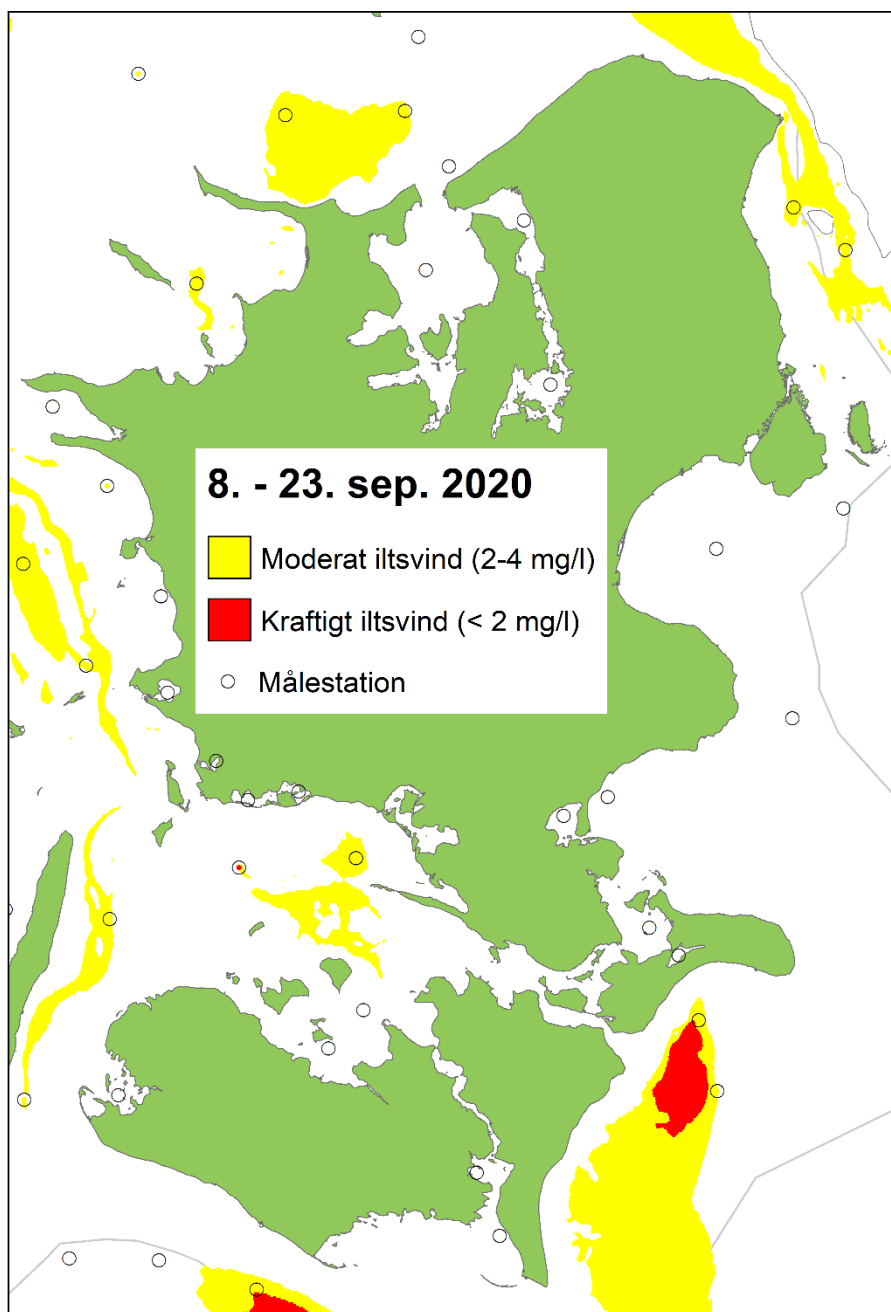 8. - 23. sep. 2020
Moderat iltsvind (2-4 mg/l)
Kraftigt iltsvind (< 2 mg/l)
Målestation